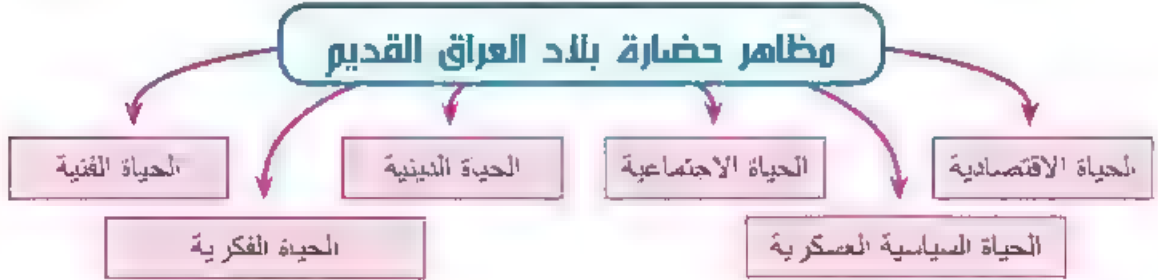 مظاهر حضارة بلاد العراق القديم
الحياة الاقتصادية
الحياة الاجتماعية
الحياة الدينية
الحياة الفنية
الحياة السياسية العسكرية
الحياة الفكرية